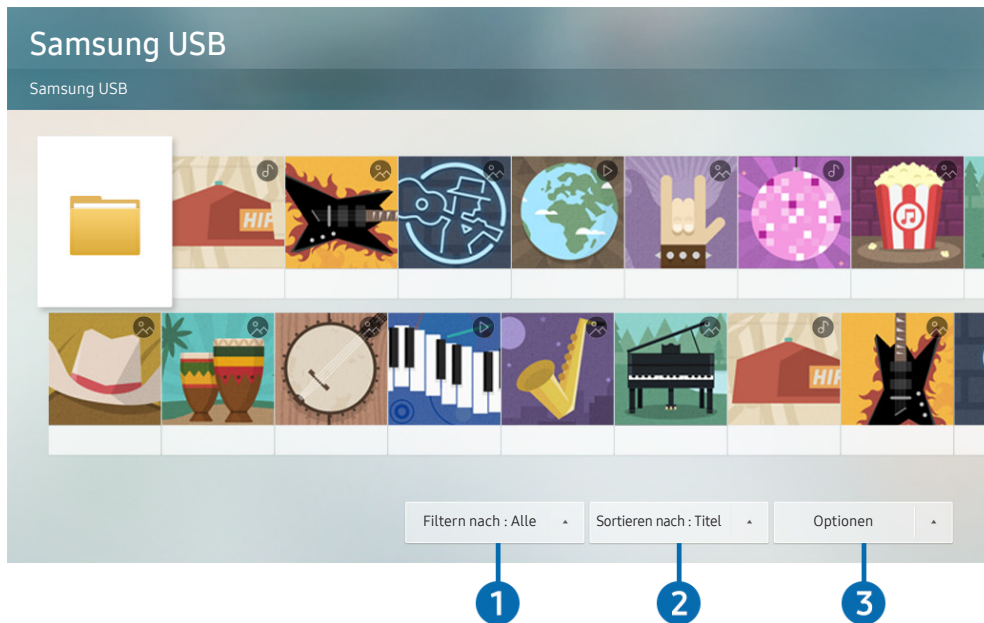 Samsung USB
Samsung USB
HIP
HIP
Filtern nach : Alle
Sortieren nach : Titel
Optionen
1
2
3